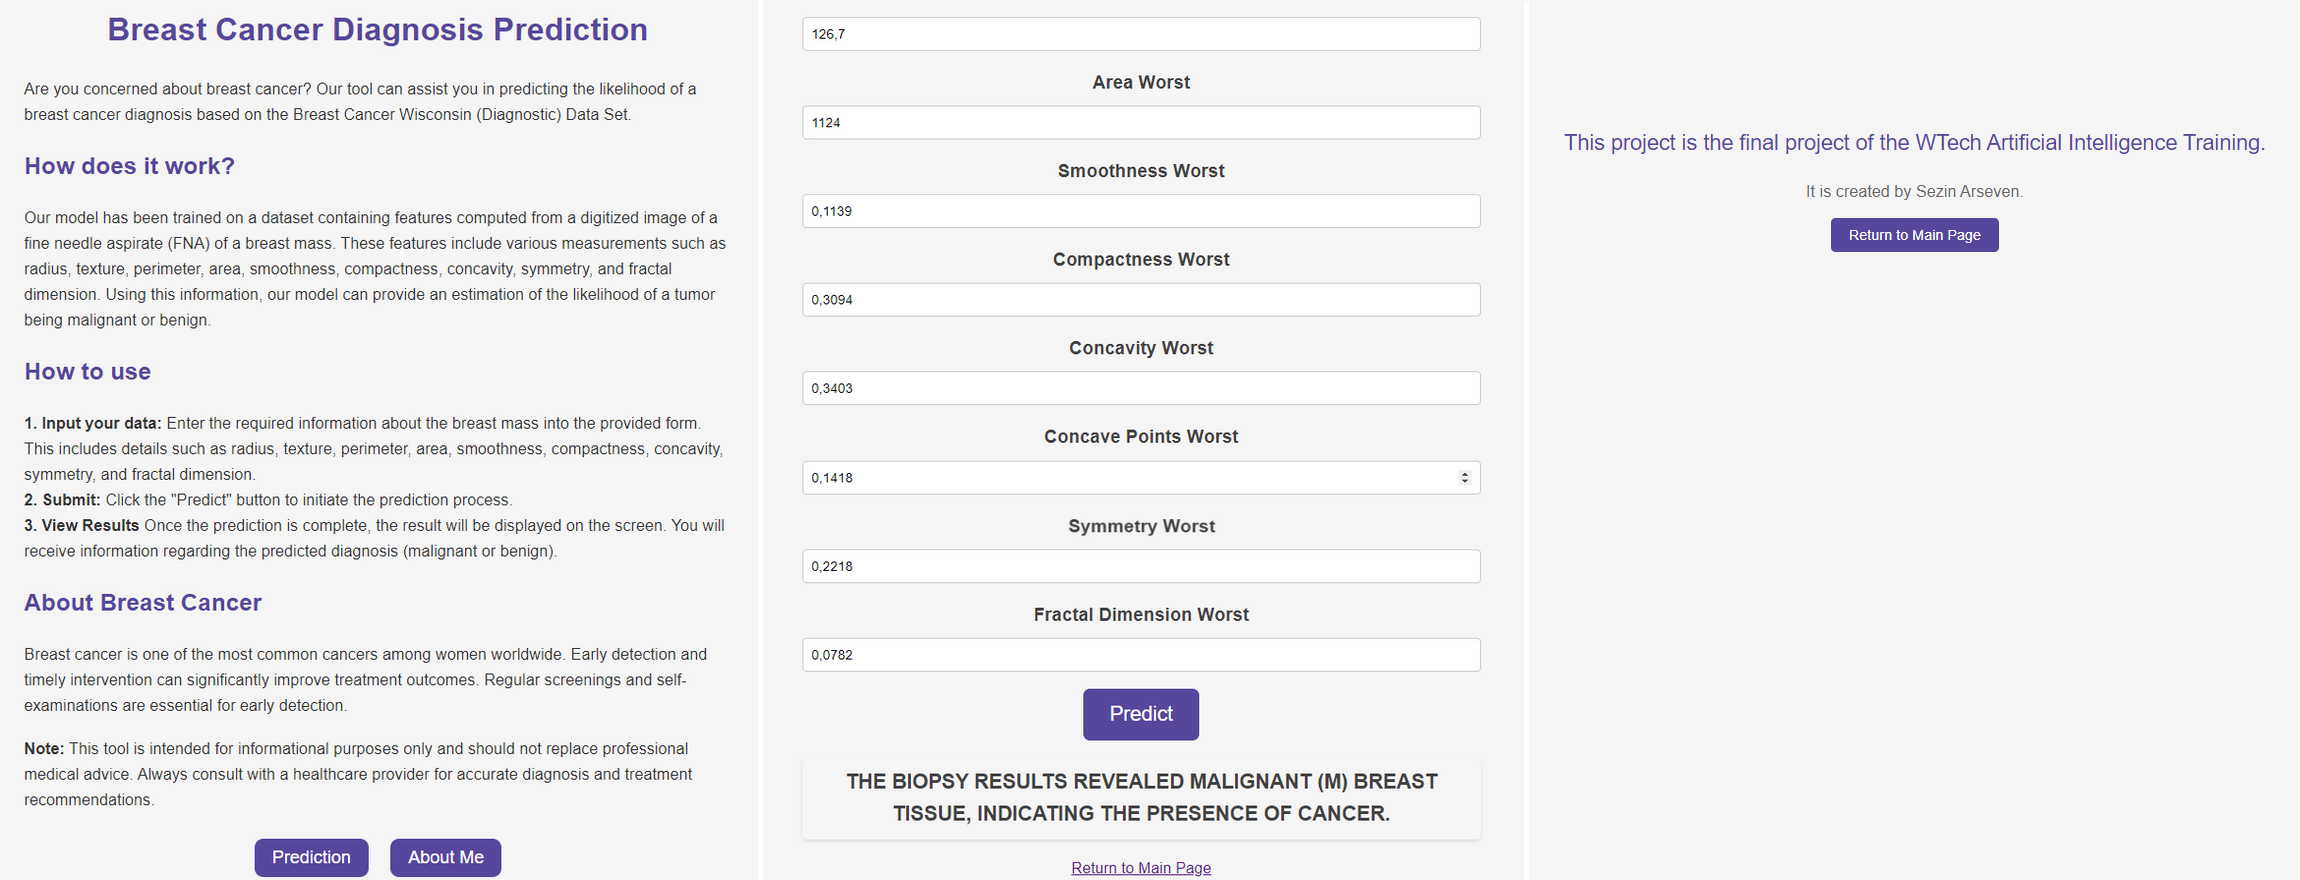 Breast Cancer Diagnosis Prediction
Are you concerned about breast cancer? Our tool can assist you in predicting the likelihood of a
breast cancer diagnosis based on the Breast Cancer Wisconsin (Diagnostic) Data Set.
How does it work?
Our model has been trained on a dataset containing features computed from a digitized image of a
fine needle aspirate (FNA) of a breast mass. These features include various measurements such as
radius, texture, perimeter, area, smoothness, compactness, concavity, symmetry, and fractal
dimension. Using this information, our model can provide an estimation of the likelihood of a tumor
being malignant or benign.
How to use
1. Input your data: Enter the required information about the breast mass into the provided form.
This includes details such as radius, texture, perimeter, area, smoothness, compactness, concavity,
symmetry, and fractal dimension.
2. Submit: Click the "Predict" button to initiate the prediction process.
3. View Results Once the prediction is complete, the result will be displayed on the screen. You will
receive information regarding the predicted diagnosis (malignant or benign).
About Breast Cancer
Breast cancer is one of the most common cancers among women worldwide. Early detection and
timely intervention can significantly improve treatment outcomes. Regular screenings and self-
examinations are essential for early detection.
Note: This tool is intended for informational purposes only and should not replace professional
medical advice. Always consult with a healthcare provider for accurate diagnosis and treatment
recommendations.
Prediction
About Me
126,7
Area Worst
1124
Smoothness Worst
0,1139
Compactness Worst
0,3094
Concavity Worst
0,3403
Concave Points Worst
0,1418
Symmetry Worst
0,2218
Fractal Dimension Worst
0,0782
Predict
THE BIOPSY RESULTS REVEALED MALIGNANT (M) BREAST
TISSUE, INDICATING THE PRESENCE OF CANCER.
Return to Main Page
This project is the final project of the WTech Artificial Intelligence Training.
It is created by Sezin Arseven.
Return to Main Page